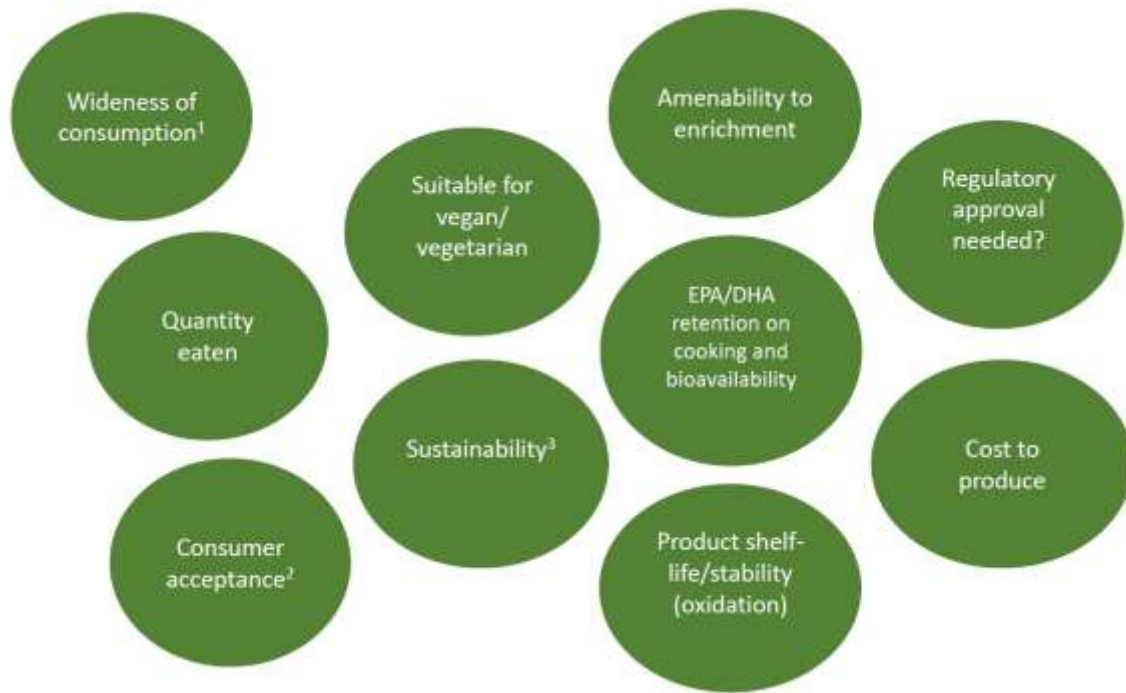 Wideness of
consumption¹
Quantity
eaten
Consumer
acceptance²
Suitable for
vegan/
vegetarian
Sustainability³
Amenability to
enrichment
EPA/DHA
retention on
cooking and
bioavailability
Product shelf-
life/stability
(oxidation)
Regulatory
approval
needed?
Cost to
produce